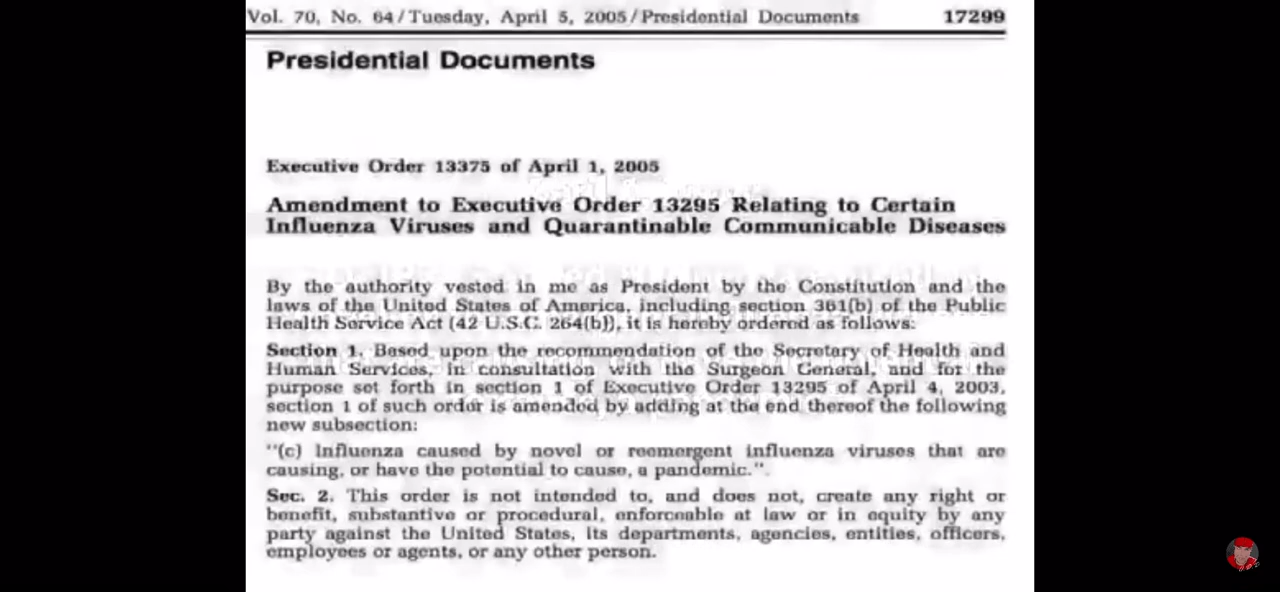 Vol. 70, No. 64 / Tuesday, April 5, 2005 / Presidential Documents 17299
Presidential Documents
Executive Order 13375 of April 1, 2005
Amendment to Executive Order 13295 Relating to Certain
Influenza Viruses and Quarantinable Communicable Diseases
By the authority vested in me as President by the Constitution and the
laws of the United States of America, including section 361(b) of the Public
Health Service Act (42 U.S.C. 264(b)), it is hereby ordered as follows:
Section 1. Based upon the recommendation of the Secretary of Health and
Human Services, in consultation with the Surgeon General, and for the
purpose set forth in section 1 of Executive Order 13295 of April 4, 2003,
section 1 of such order is amended by adding at the end thereof the following
new subsection:
"(c) Influenza caused by novel or reemergent influenza viruses that are
causing, or have the potential to cause, a pandemic.".
Sec. 2. This order is not intended to, and does not, create any right or
benefit, substantive or procedural, enforceable at law or in equity by any
party against the United States, its departments, agencies, entities, officers,
employees or agents, or any other person.